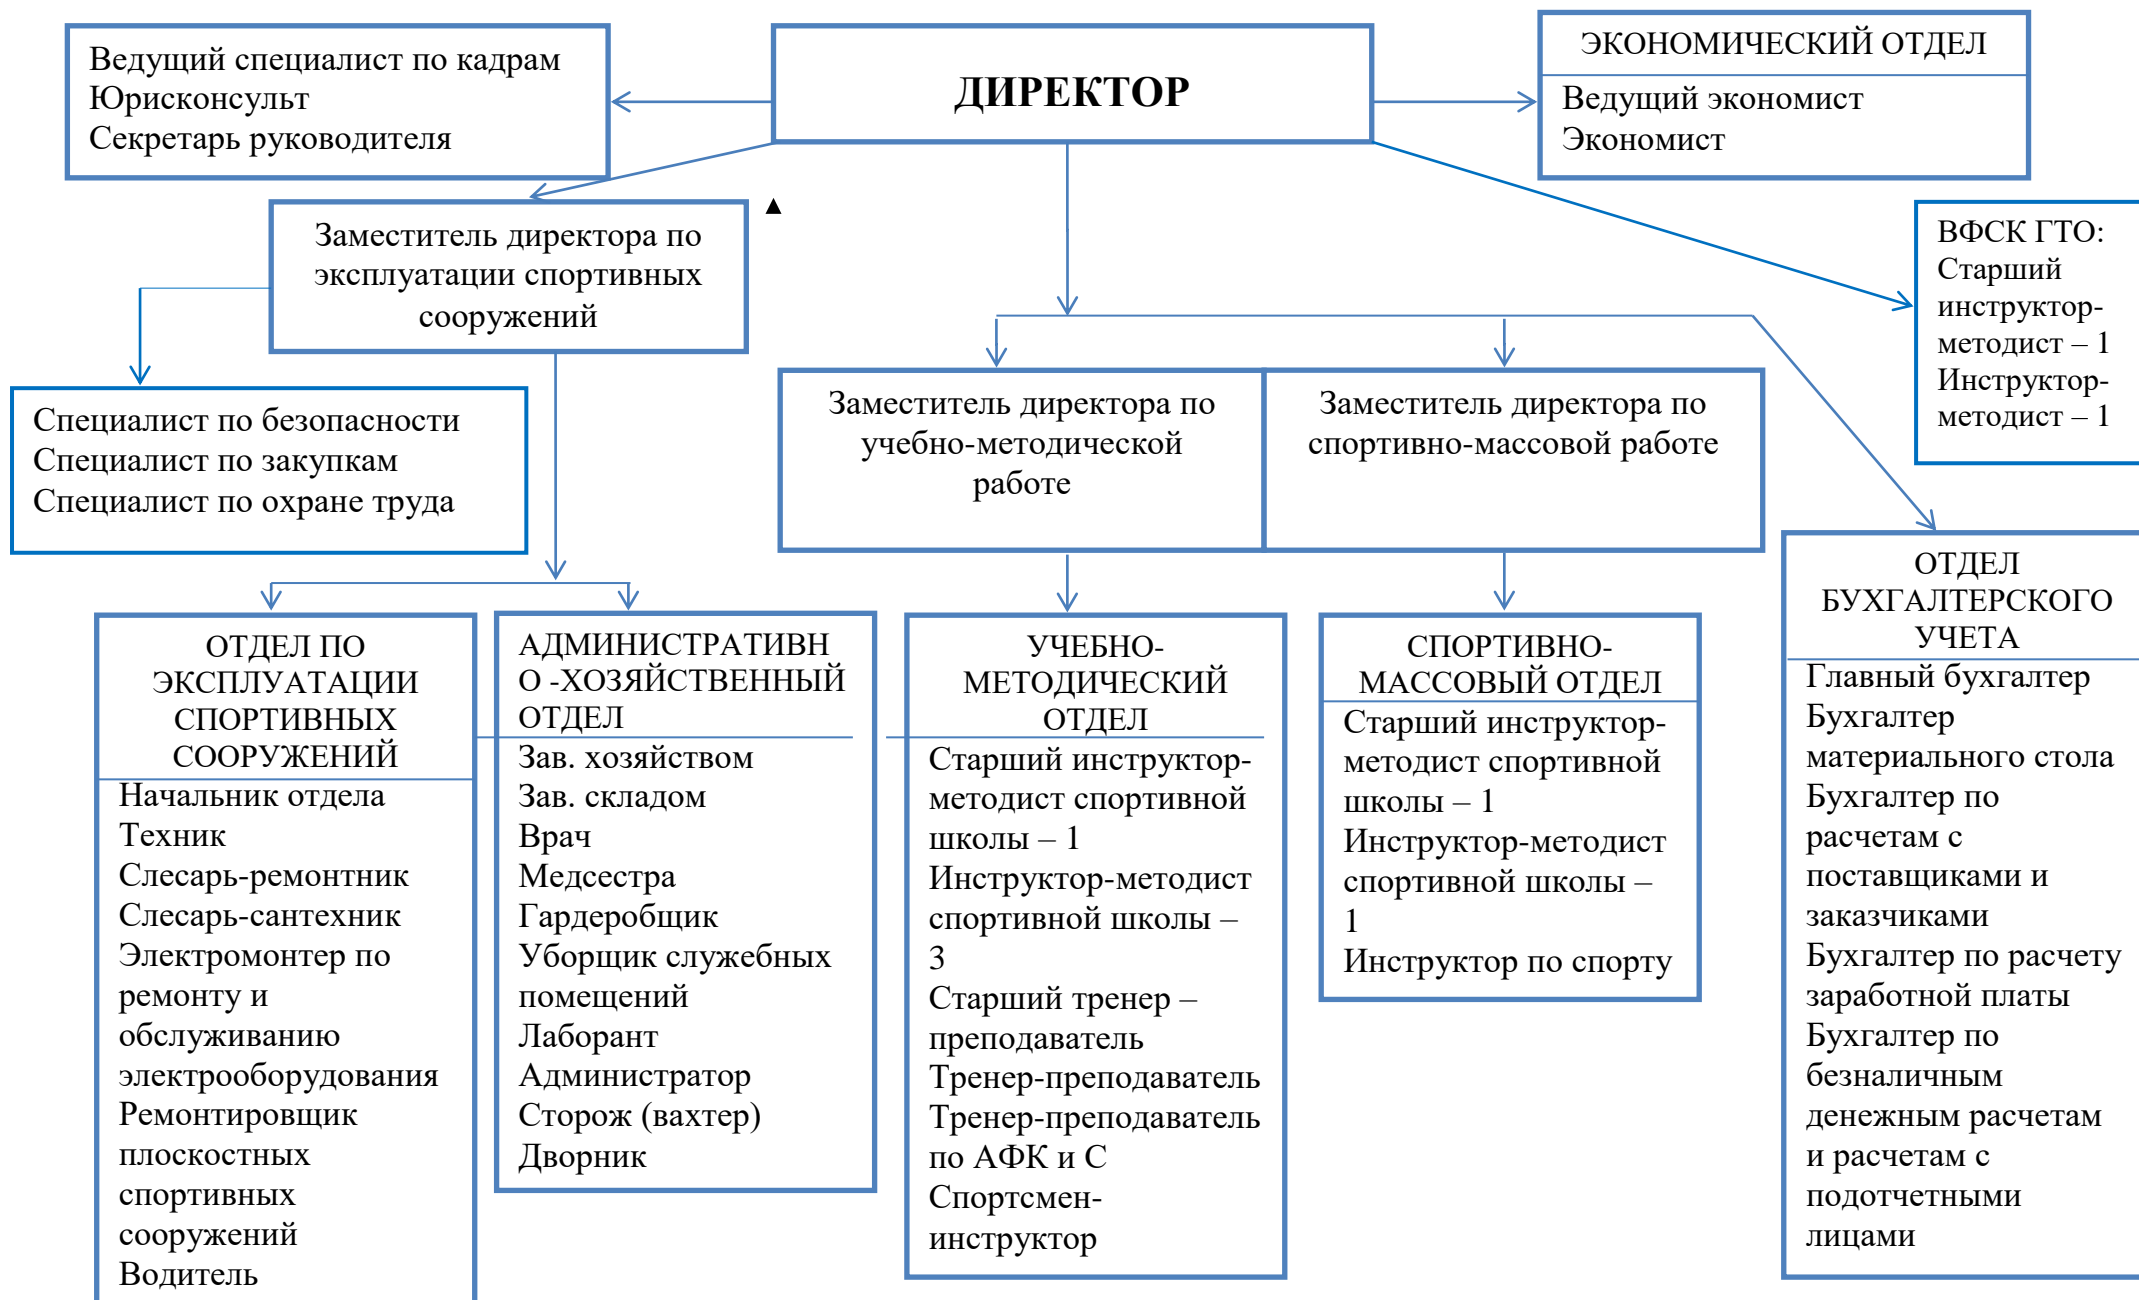 Ведущий специалист по кадрам
Юрисконсульт
Секретарь руководителя
ДИРЕКТОР
ЭКОНОМИЧЕСКИЙ ОТДЕЛ
Ведущий экономист
Экономист
Заместитель директора по
эксплуатации спортивных
сооружений
ВФСК ГТО:
Старший
инструктор-
методист – 1
Инструктор-
методист – 1
Специалист по безопасности
Специалист по закупкам
Специалист по охране труда
Заместитель директора по
учебно-методической
работе
Заместитель директора по
спортивно-массовой работе
ОТДЕЛ ПО
ЭКСПЛУАТАЦИИ
СПОРТИВНЫХ
СООРУЖЕНИЙ
Начальник отдела
Техник
Слесарь-ремонтник
Слесарь-сантехник
Электромонтер по
ремонту и
обслуживанию
электрооборудования
Ремонтировщик
плоскостных
спортивных
сооружений
Водитель
АДМИНИСТРАТИВН
О -ХОЗЯЙСТВЕННЫЙ
ОТДЕЛ
Зав. хозяйством
Зав. складом
Врач
Медсестра
Гардеробщик
Уборщик служебных
помещений
Лаборант
Администратор
Сторож (вахтер)
Дворник
УЧЕБНО-
МЕТОДИЧЕСКИЙ
ОТДЕЛ
Старший инструктор-
методист спортивной
школы – 1
Инструктор-методист
спортивной школы –
3
Старший тренер –
преподаватель
Тренер-преподаватель
Тренер-преподаватель
по АФК и С
Спортсмен-
инструктор
СПОРТИВНО-
МАССОВЫЙ ОТДЕЛ
Старший инструктор-
методист спортивной
школы – 1
Инструктор-методист
спортивной школы –
1
Инструктор по спорту
ОТДЕЛ
БУХГАЛТЕРСКОГО
УЧЕТА
Главный бухгалтер
Бухгалтер
материального стола
Бухгалтер по
расчетам с
поставщиками и
заказчиками
Бухгалтер по расчету
заработной платы
Бухгалтер по
безналичным
денежным расчетам
и расчетам с
подотчетными
лицами